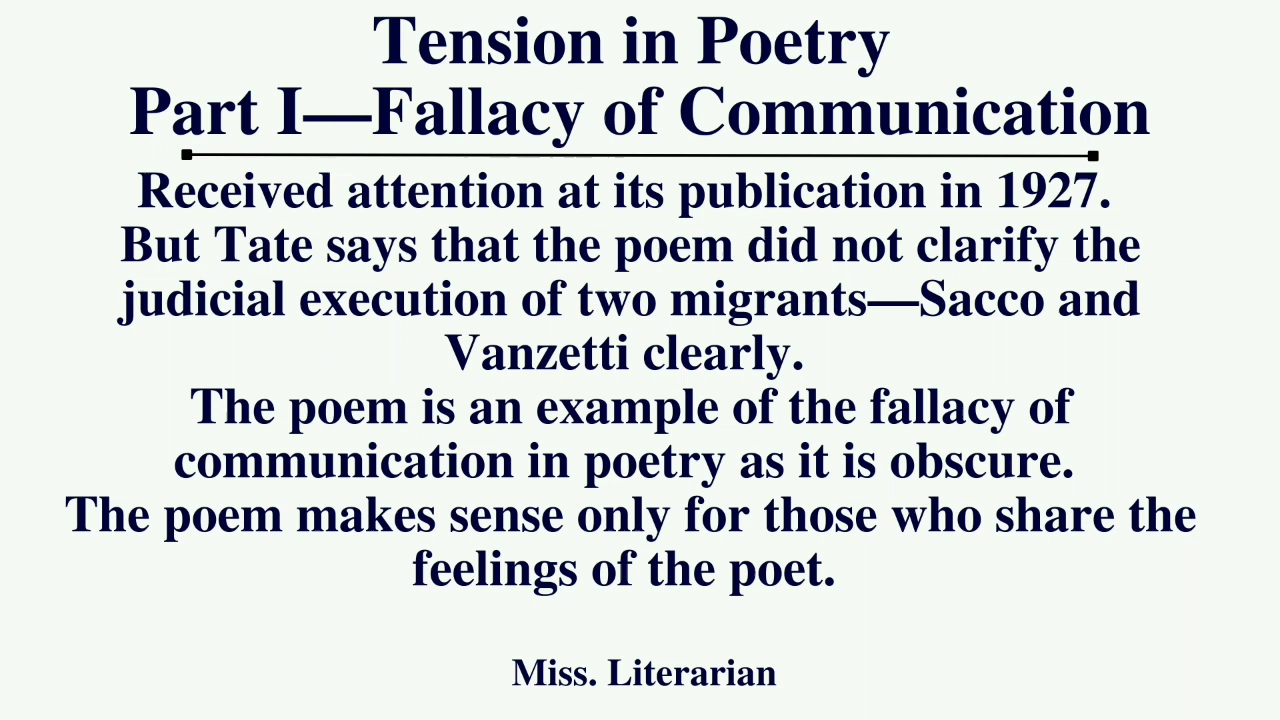 Tension in Poetry
Part I—Fallacy of Communication
Received attention at its publication in 1927.
But Tate says that the poem did not clarify the
judicial execution of two migrants—Sacco and
Vanzetti clearly.
The poem is an example of the fallacy of
communication in poetry as it is obscure.
The poem makes sense only for those who share the
feelings of the poet.
Miss. Literarian